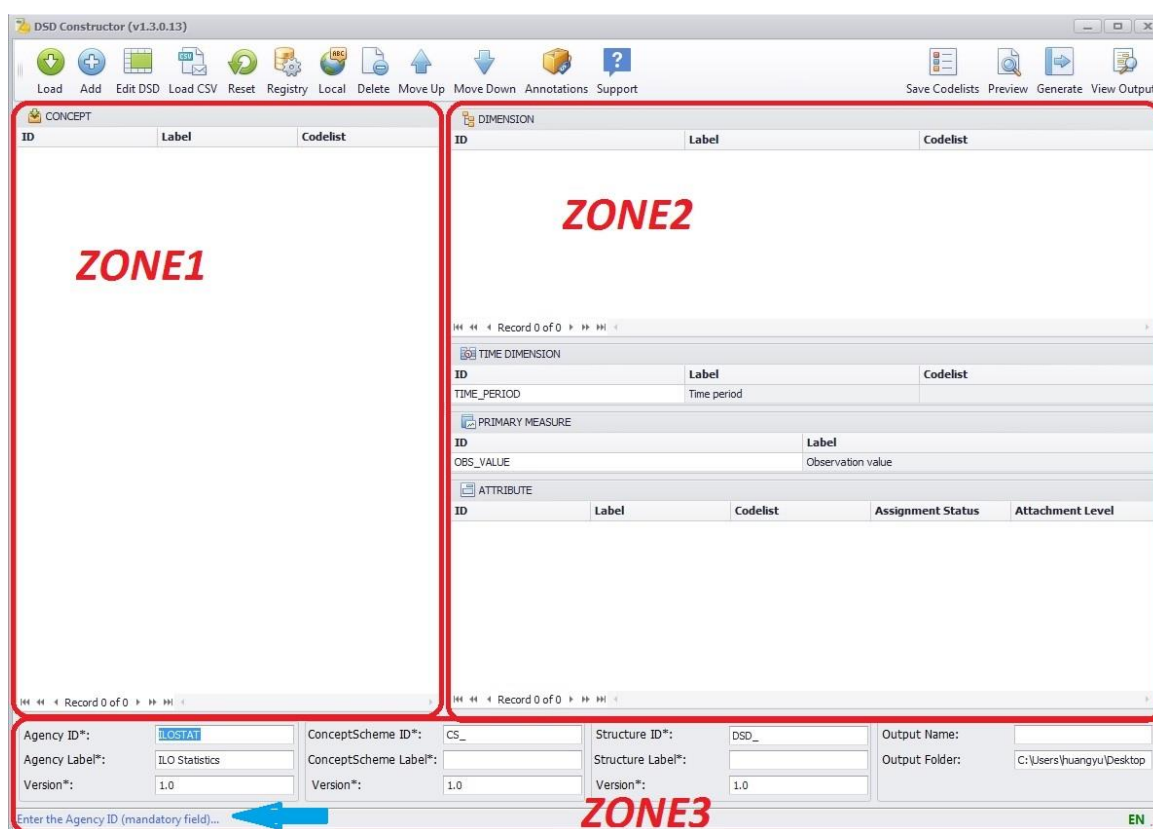 DSD Constructor (v1.3.0.13)
ABC
CSV
Load Add Edit DSD Load CSV Reset Registry Local Delete Move Up Move Down Annotations Support Save Codelists Preview Generate View Output
CONCEPT
ID Label Codelist
ZONE1
Record 0 of 0
DIMENSION
ID Label Codelist
ZONE2
Record 0 of 0
TIME DIMENSION
ID Label Codelist
TIME_PERIOD Time period
PRIMARY MEASURE
ID Label
OBS_VALUE Observation value
ATTRIBUTE
ID Label Codelist Assignment Status Attachment Level
Record 0 of 0
Agency ID*: ILOSTAT ConceptScheme ID*: CS_ Structure ID*: DSD_ Output Name:
Agency Label*: ILO Statistics ConceptScheme Label*: Structure Label*: Output Folder: C:\Users\huangyu\Desktop
Version*: 1.0 Version*: 1.0 Version*: 1.0
ZONE3
Enter the Agency ID (mandatory field)... EN